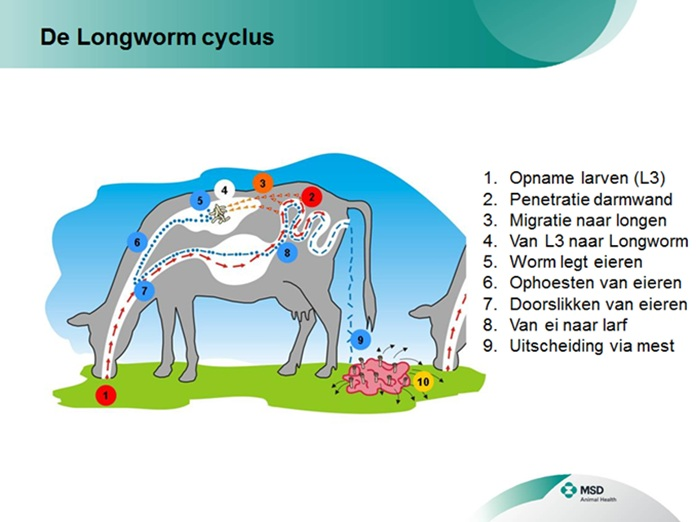 De Longworm cyclus
1. Opname larven (L3)
2. Penetratie darmwand
3. Migratie naar longen
4. Van L3 naar Longworm
5. Worm legt eieren
6. Ophoesten van eieren
7. Doorslikken van eieren
8. Van ei naar larf
9. Uitscheiding via mest
3
4
2
5
6
8
7
9
10
1
MSD
Animal Health